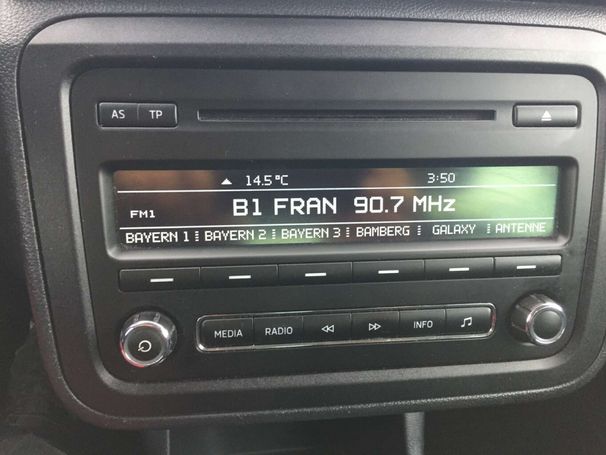 AS TP
14.5°C 3:50
FM1 B1 FRAN 90.7 MHz
BAYERN 1 BAYERN 2 BAYERN 3 BAMBERG GALAXY ANTENNE
MEDIA RADIO INFO